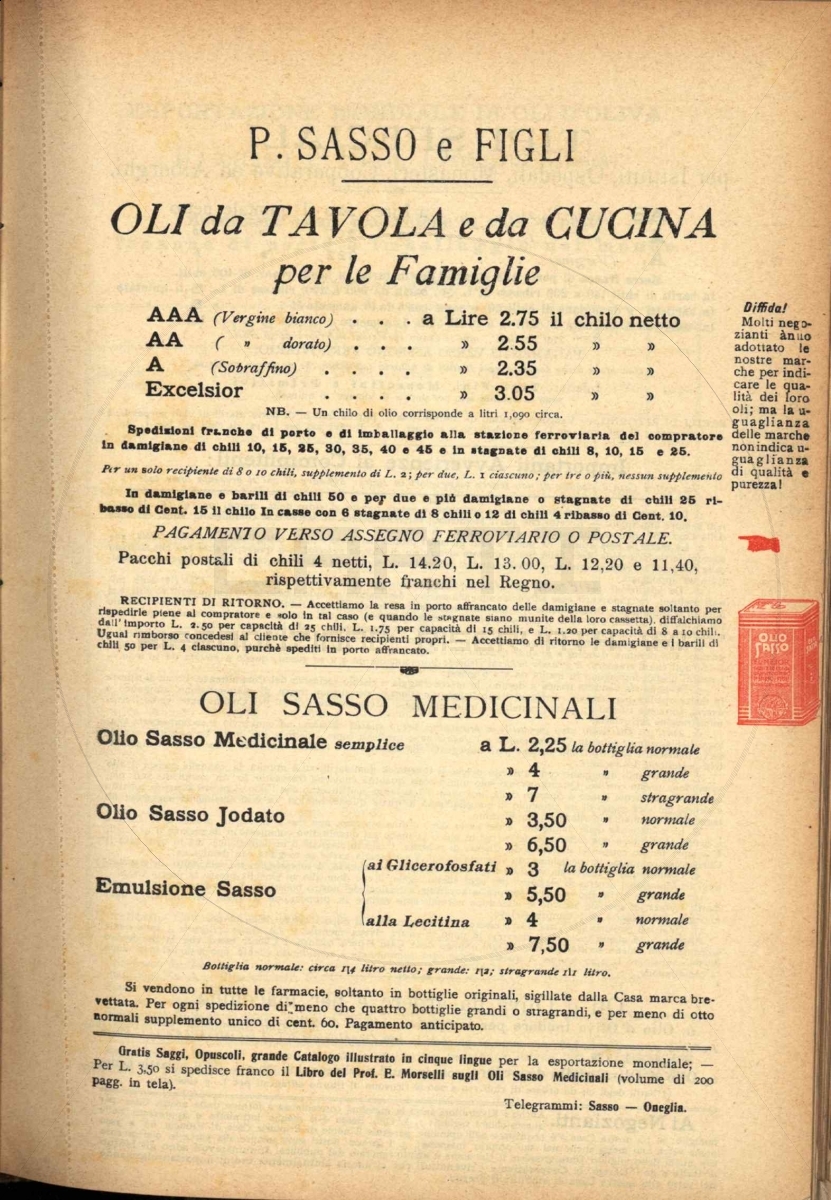 P. SASSO e FIGLI
OLI da TAVOLA e da CUCINA
per le Famiglie
AAA (Vergine bianco) . . . a Lire 2.75 il chilo netto
AA ( » dorato) . . . » 2.55 » »
A (Sobraffino) . . . . » 2.35 » »
Excelsior . . . . » 3.05 » »
NB. — Un chilo di olio corrisponde a litri 1,090 circa.
Spedizioni franche di porto e di imballaggio alla stazione ferroviaria del compratore
in damigiane di chili 10, 15, 25, 30, 35, 40 e 45 e in stagnate di chili 8, 10, 15 e 25.
Per un solo recipiente di 8 o 10 chili, supplemento di L. 2; per due, L. 1 ciascuno; per tre o più, nessun supplemento
In damigiane e barili di chili 50 e per due e più damigiane o stagnate di chili 25 ri-
basso di Cent. 15 il chilo In casse con 6 stagnate di 8 chili o 12 di chili 4 ribasso di Cent. 10.
PAGAMENTO VERSO ASSEGNO FERROVIARIO O POSTALE.
Pacchi postali di chili 4 netti, L. 14.20, L. 13.00, L. 12,20 e 11,40,
rispettivamente franchi nel Regno.
RECIPIENTI DI RITORNO. — Accettiamo la resa in porto affrancato delle damigiane e stagnate soltanto per
rispedirle piene al compratore e solo in tal caso (e quando le stagnate siano munite della loro cassetta). diffalchiamo
dall'importo L. 2.50 per capacità di 25 chili. L. 1.75 per capacità di 15 chili, e L. 1.20 per capacità di 8 a 10 chili.
Ugual rimborso concedesi al cliente che fornisce recipienti propri. — Accettiamo di ritorno le damigiane e i barili di
chili 50 per L. 4 ciascuno, purchè spediti in porto affrancato.
Diffida!
Molti nego-
zianti ànno
adottato le
nostre mar-
che per indi-
care le qua-
lità dei loro
oli; ma la u-
guaglianza
delle marche
non indica u-
guaglianza
di qualità e
purezza!
OLIO
SASSO
OLI SASSO MEDICINALI
Olio Sasso Medicinale semplice a L. 2,25 la bottiglia normale
» 4 » grande
» 7 » stragrande
Olio Sasso Jodato » 3,50 » normale
» 6,50 » grande
Emulsione Sasso
ai Glicerofosfati » 3 la bottiglia normale
» 5,50 » grande
alla Lecitina » 4 » normale
» 7,50 » grande
Bottiglia normale: circa 1|4 litro netto; grande: 1|2; stragrande 1|1 litro.
Si vendono in tutte le farmacie, soltanto in bottiglie originali, sigillate dalla Casa marca bre-
vettata. Per ogni spedizione di meno che quattro bottiglie grandi o stragrandi, e per meno di otto
normali supplemento unico di cent. 60. Pagamento anticipato.
Gratis Saggi, Opuscoli, grande Catalogo illustrato in cinque lingue per la esportazione mondiale; —
Per L. 3,50 si spedisce franco il Libro del Prof. E. Morselli sugli Oli Sasso Medicinali (volume di 200
pagg. in tela).
Telegrammi: Sasso — Oneglia.